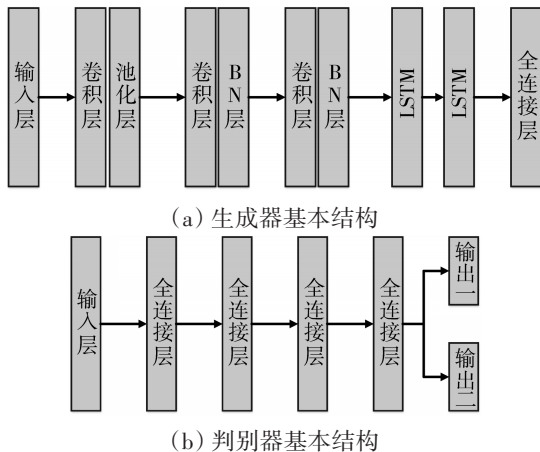 输入层
卷积层
池化层
卷积层
BN层
卷积层
BN层
LSTM
LSTM
全连接层
(a)生成器基本结构
输入层
全连接层
全连接层
全连接层
全连接层
输出一
输出二
(b)判别器基本结构